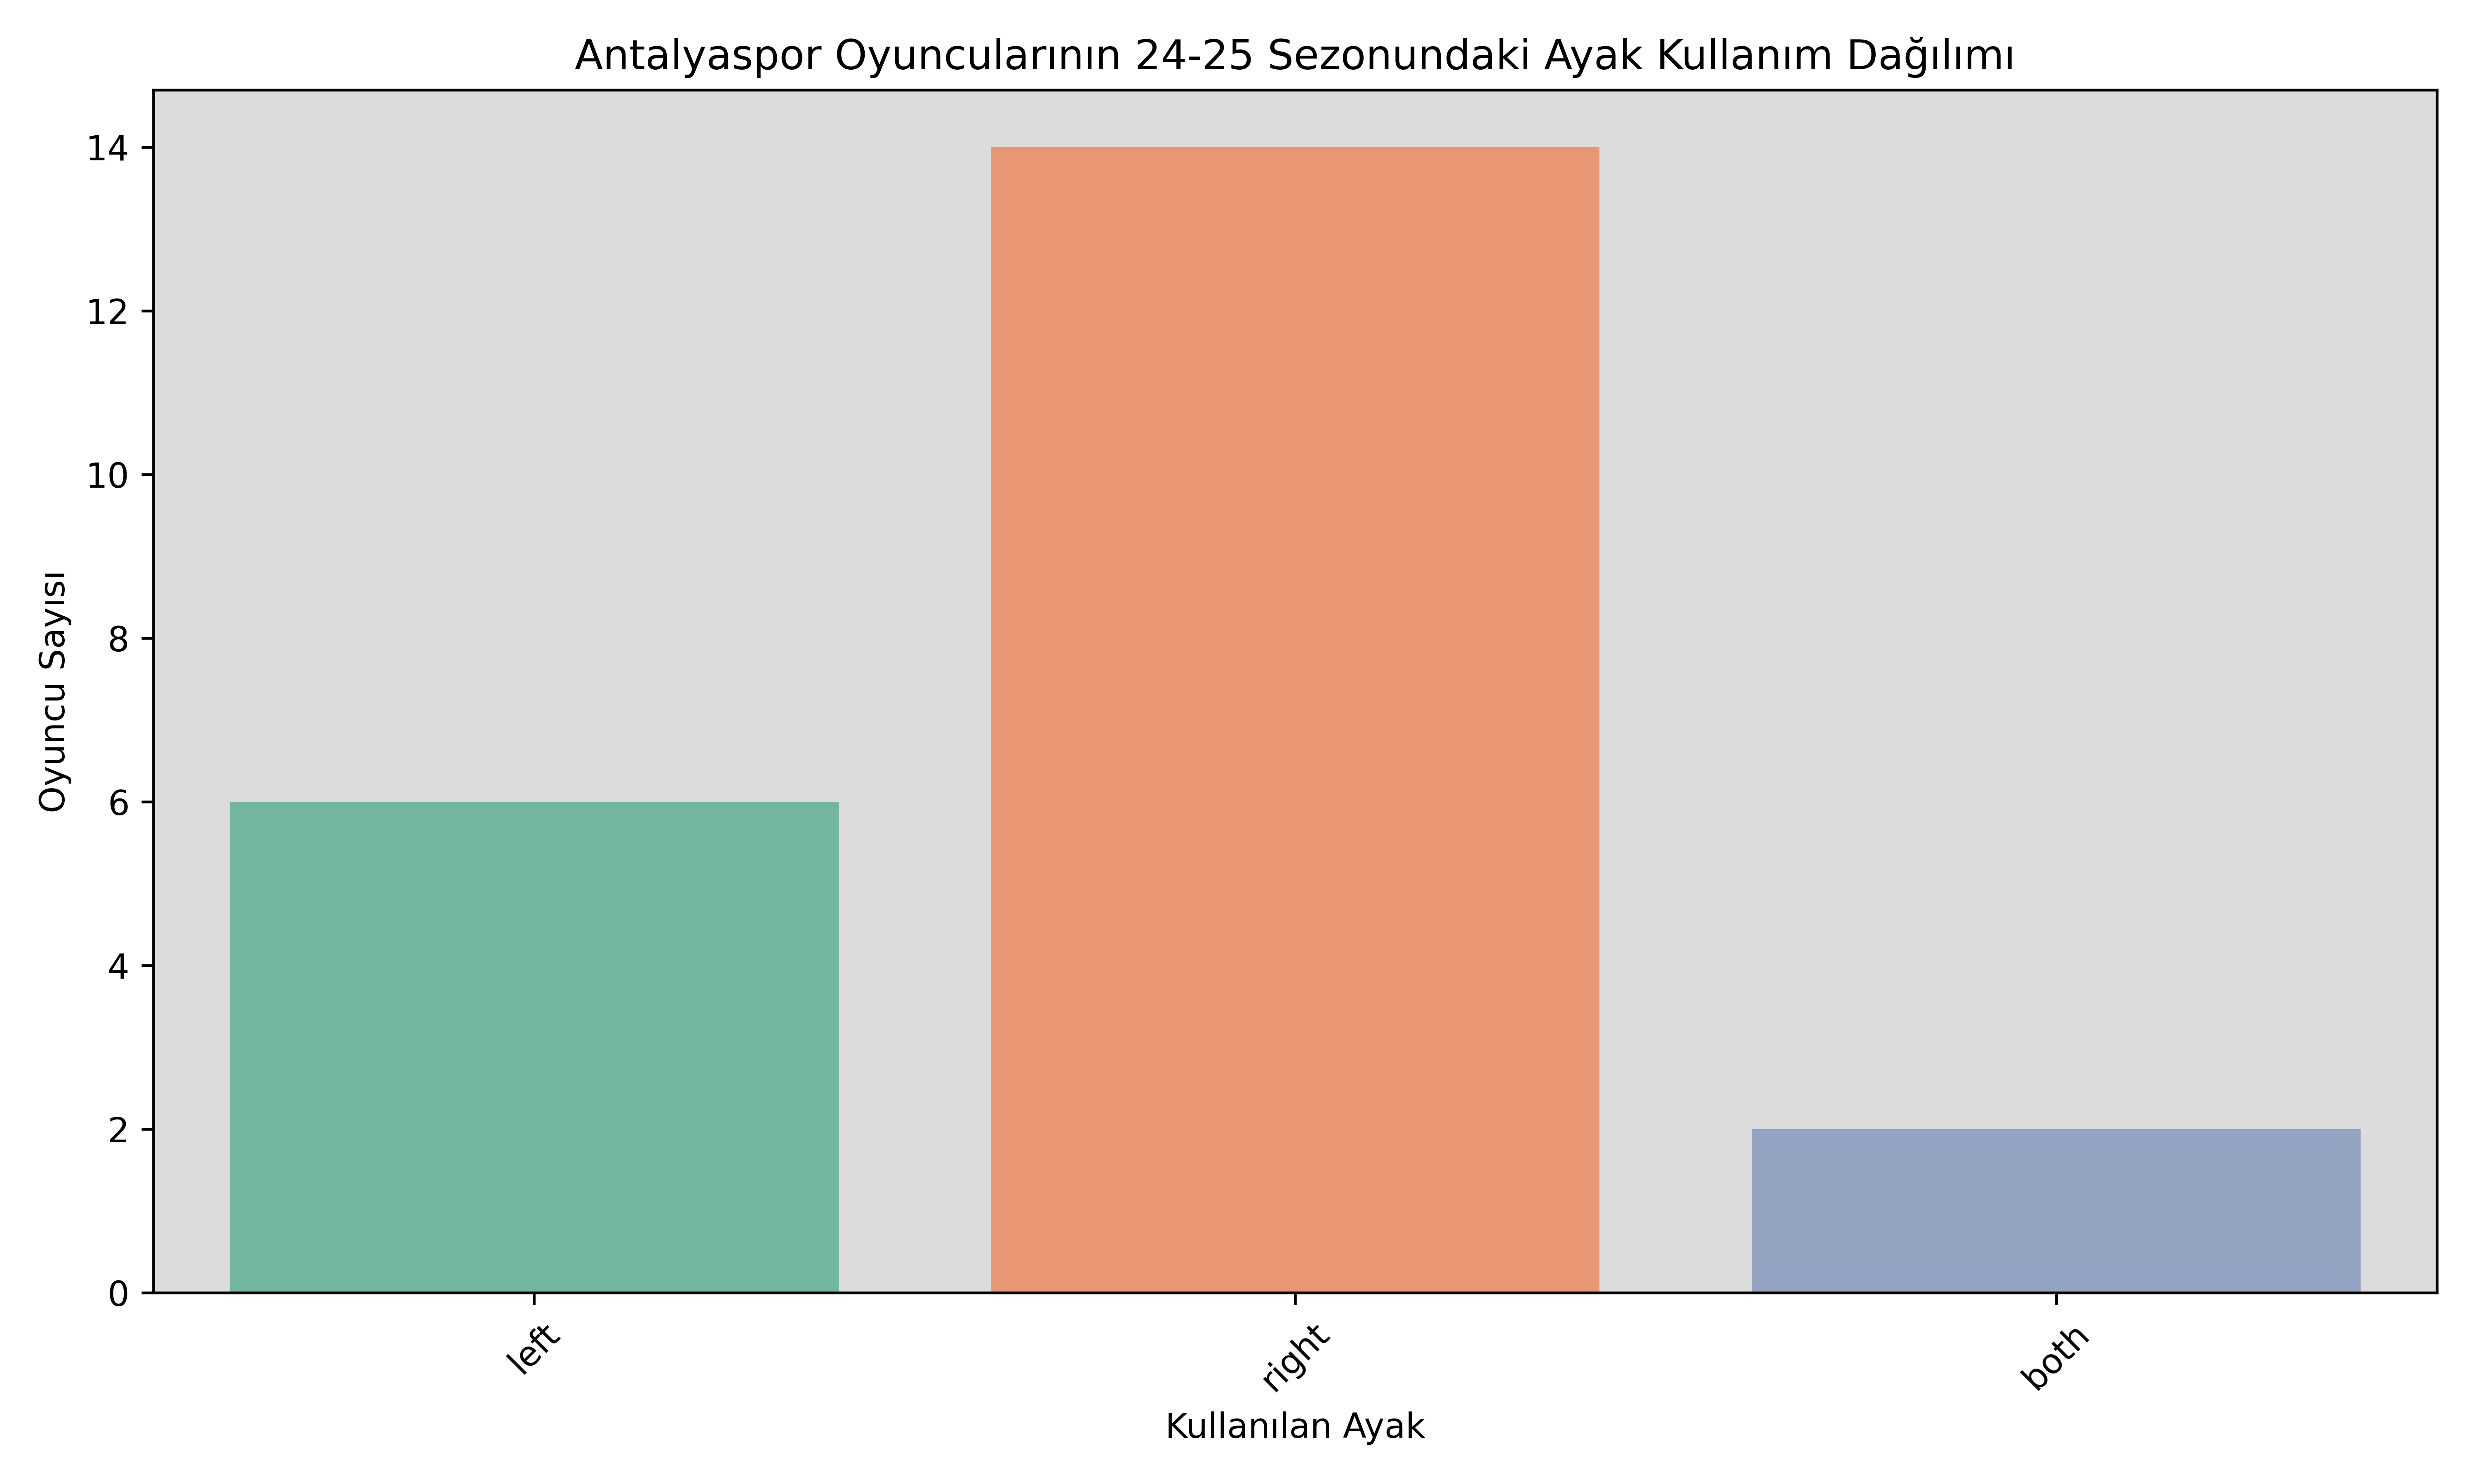 Antalyaspor Oyuncularının 24-25 Sezonundaki Ayak Kullanım Dağılımı
Oyuncu Sayısı
14
12
10
8
6
4
2
0
left
right
both
Kullanılan Ayak